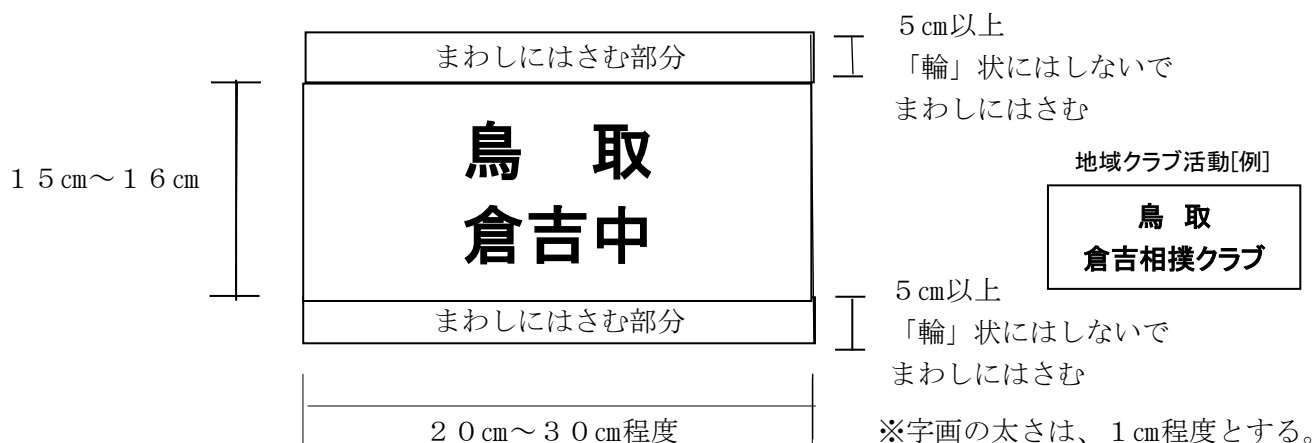 まわしにはさむ部分
５㎝以上
「輪」状にはしないで
まわしにはさむ
鳥　取
倉吉中
１５㎝～１６㎝
地域クラブ活動[例]
鳥 取
倉吉相撲クラブ
まわしにはさむ部分
５㎝以上
「輪」状にはしないで
まわしにはさむ
２０㎝～３０㎝程度
※字画の太さは、１㎝程度とする。